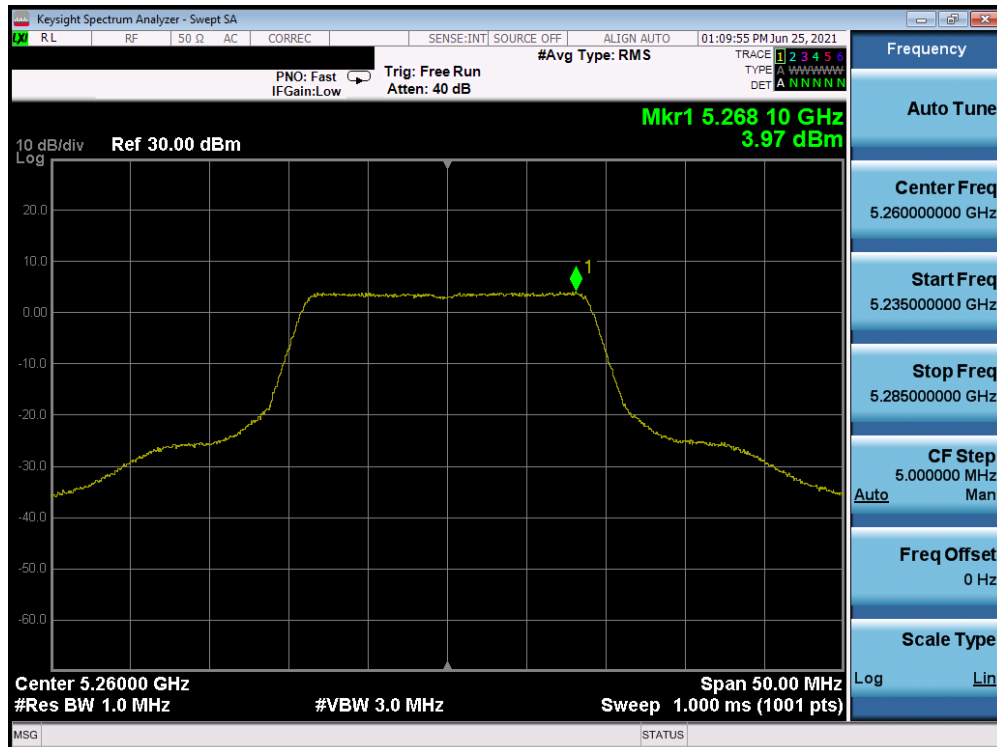 Keysight Spectrum Analyzer - Swept SA
LXI RL RF 50 Ω AC CORREC SENSE:INT SOURCE OFF ALIGN AUTO 01:09:55 PM Jun 25, 2021
#Avg Type: RMS
TRACE 1 2 3 4 5 6
TYPE A WWWWWW
DET A N N N N N
PNO: Fast
IFGain:Low
Trig: Free Run
Atten: 40 dB
Mkr1 5.268 10 GHz
3.97 dBm
10 dB/div
Log
Ref 30.00 dBm
20.0
10.0
0.00
-10.0
-20.0
-30.0
-40.0
-50.0
-60.0
1
Center 5.26000 GHz
Span 50.00 MHz
#Res BW 1.0 MHz
#VBW 3.0 MHz
Sweep 1.000 ms (1001 pts)
MSG
STATUS
Frequency
Auto Tune
Center Freq
5.260000000 GHz
Start Freq
5.235000000 GHz
Stop Freq
5.285000000 GHz
CF Step
5.000000 MHz
Auto Man
Freq Offset
0 Hz
Scale Type
Log Lin